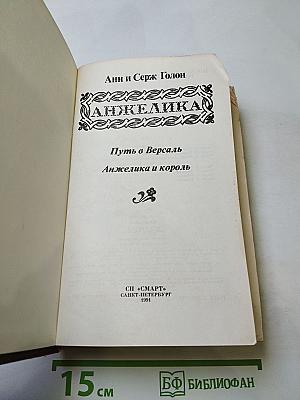 Анн и Серж Голон
АНЖЕЛИКА
Путь в Версаль
Анжелика и король
СП «СМАРТ»
САНКТ-ПЕТЕРБУРГ
1991
15 см
БФ БИБЛИОФАН